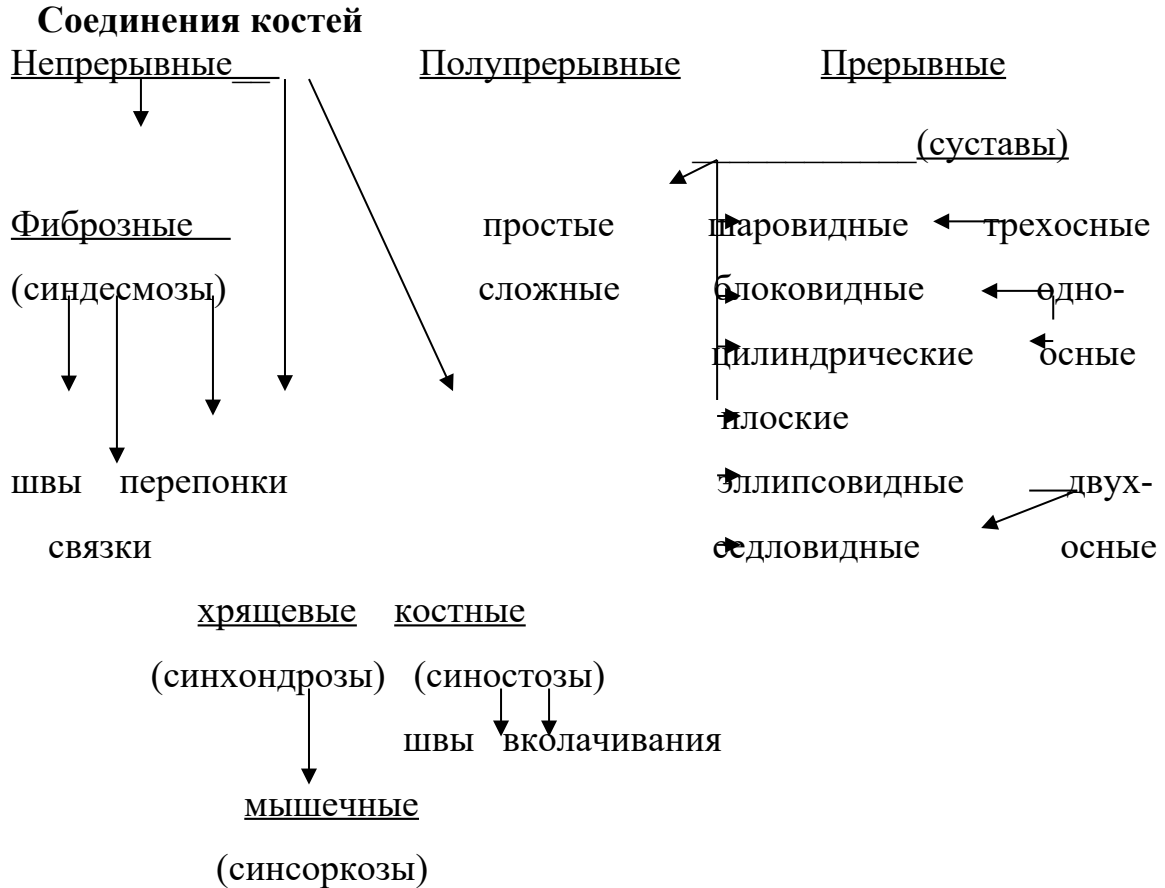 Соединения костей
Непрерывные Полупрерывные Прерывные
(суставы)
Фиброзные простые шаровидные трехосные
(синдесмозы) сложные блоковидные одно-
цилиндрические осные
плоские
швы перепонки эллипсовидные двух-
связки седловидные осные
хрящевые костные
(синхондрозы) (синостозы)
швы вколачивания
мышечные
(синсоркозы)